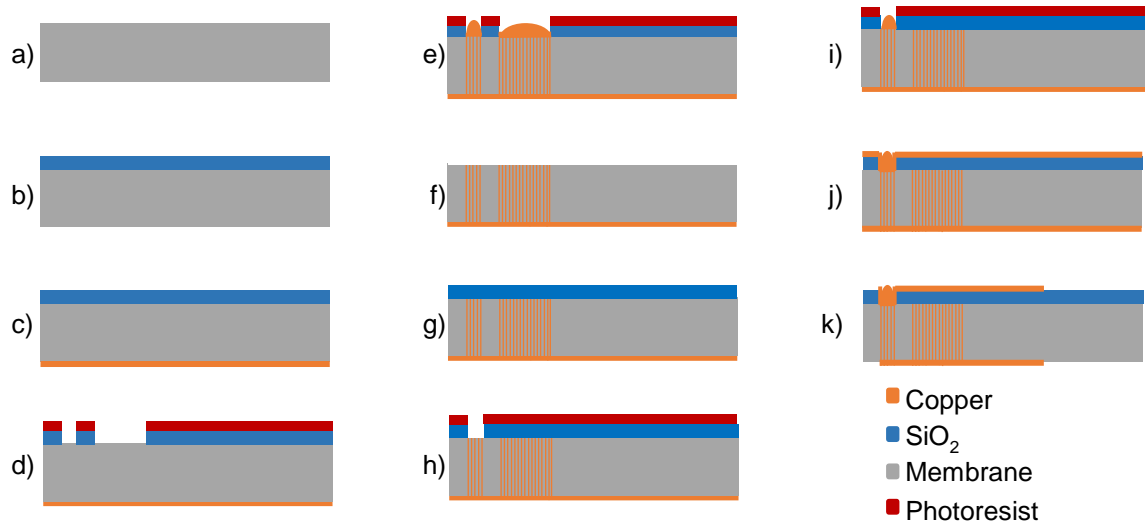 a)
b)
c)
d)
e)
f)
g)
h)
i)
j)
k)
Copper
SiO₂
Membrane
Photoresist